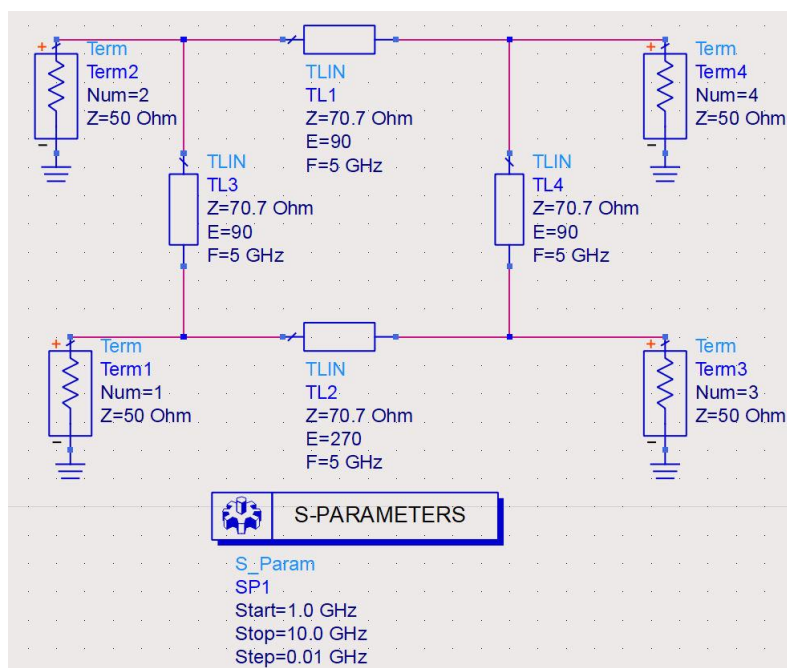 Term
Term2
Num=2
Z=50 Ohm
TLIN
TL1
Z=70.7 Ohm
E=90
F=5 GHz
Term
Term4
Num=4
Z=50 Ohm
TLIN
TL3
Z=70.7 Ohm
E=90
F=5 GHz
TLIN
TL4
Z=70.7 Ohm
E=90
F=5 GHz
Term
Term1
Num=1
Z=50 Ohm
TLIN
TL2
Z=70.7 Ohm
E=270
F=5 GHz
Term
Term3
Num=3
Z=50 Ohm
S-PARAMETERS
S_Param
SP1
Start=1.0 GHz
Stop=10.0 GHz
Step=0.01 GHz